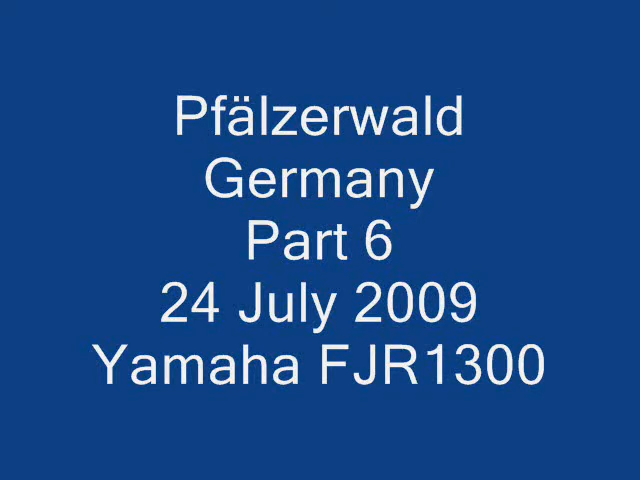 Pfälzerwald
Germany
Part 6
24 July 2009
Yamaha FJR1300